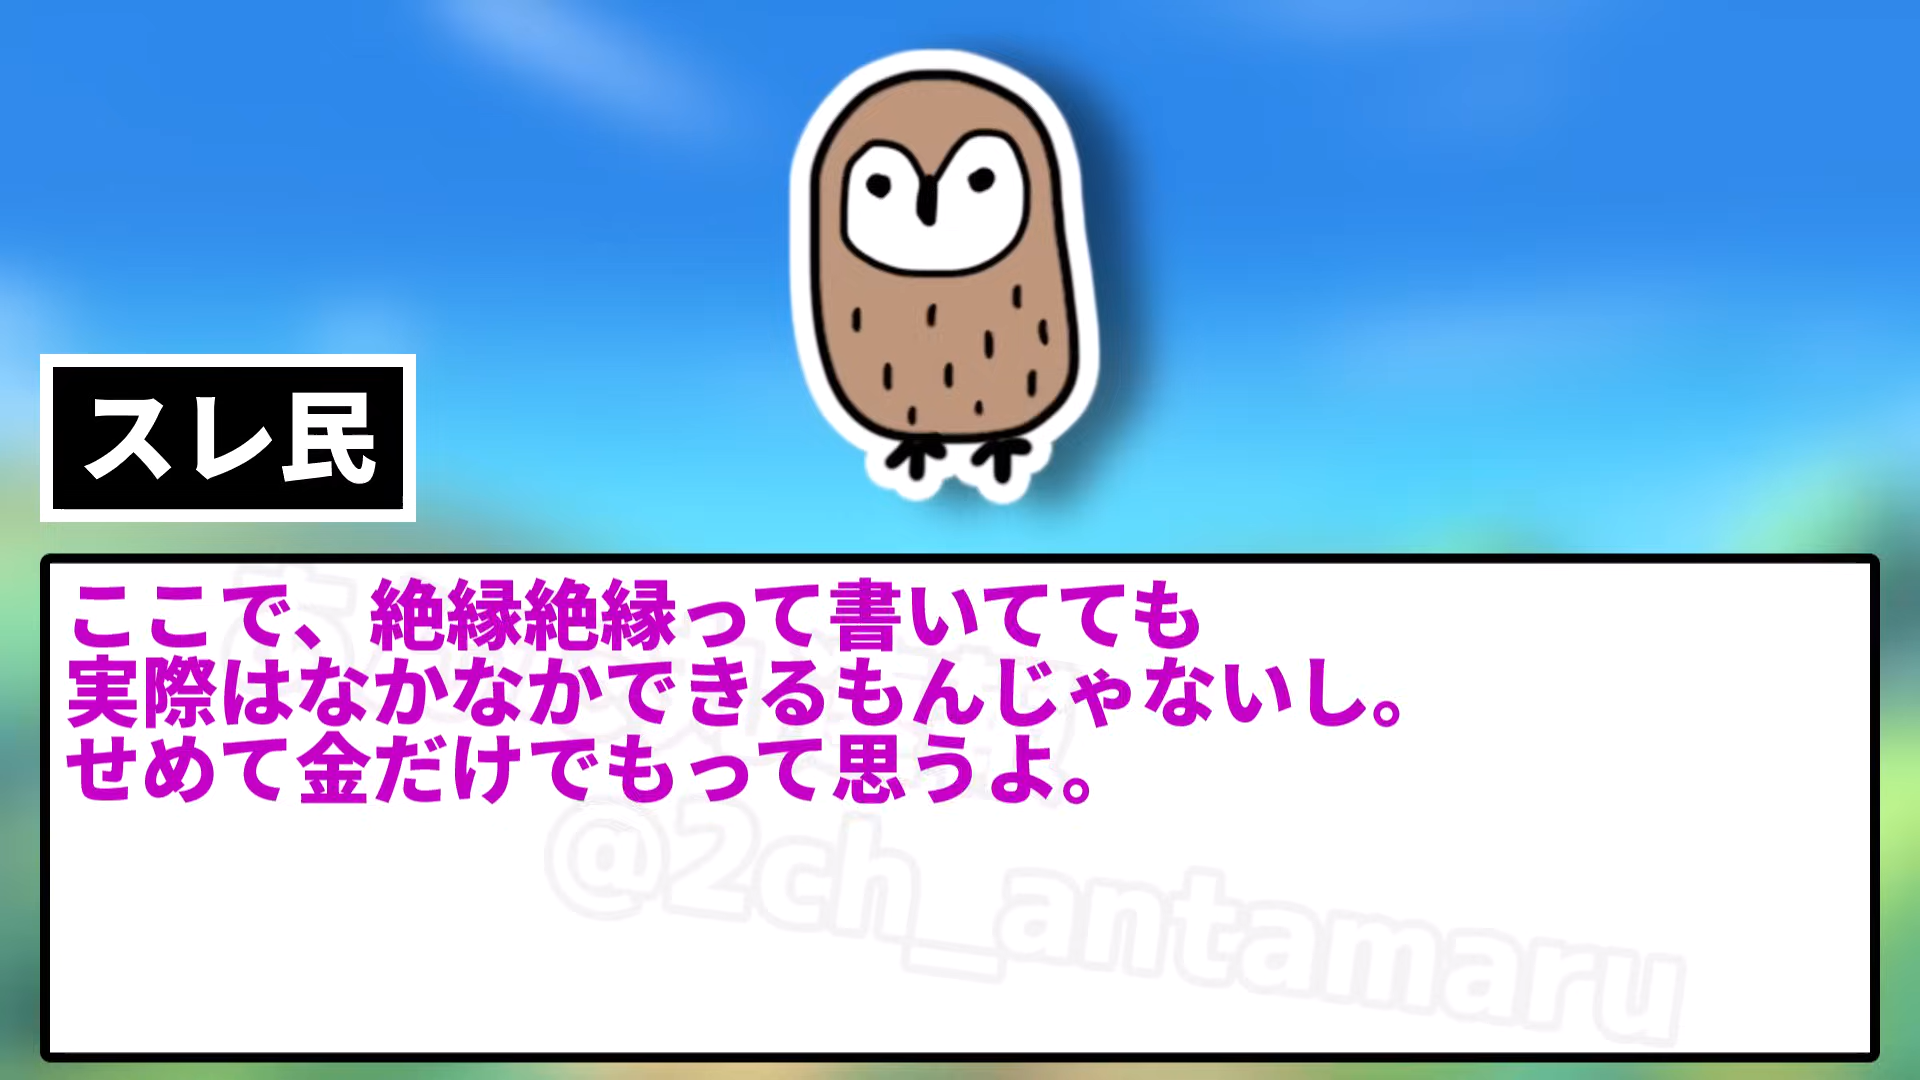 スレ民
ここで、絶縁絶縁って書いてても
実際はなかなかできるもんじゃないし。
せめて金だけでもって思うよ。
@2ch_antamaru